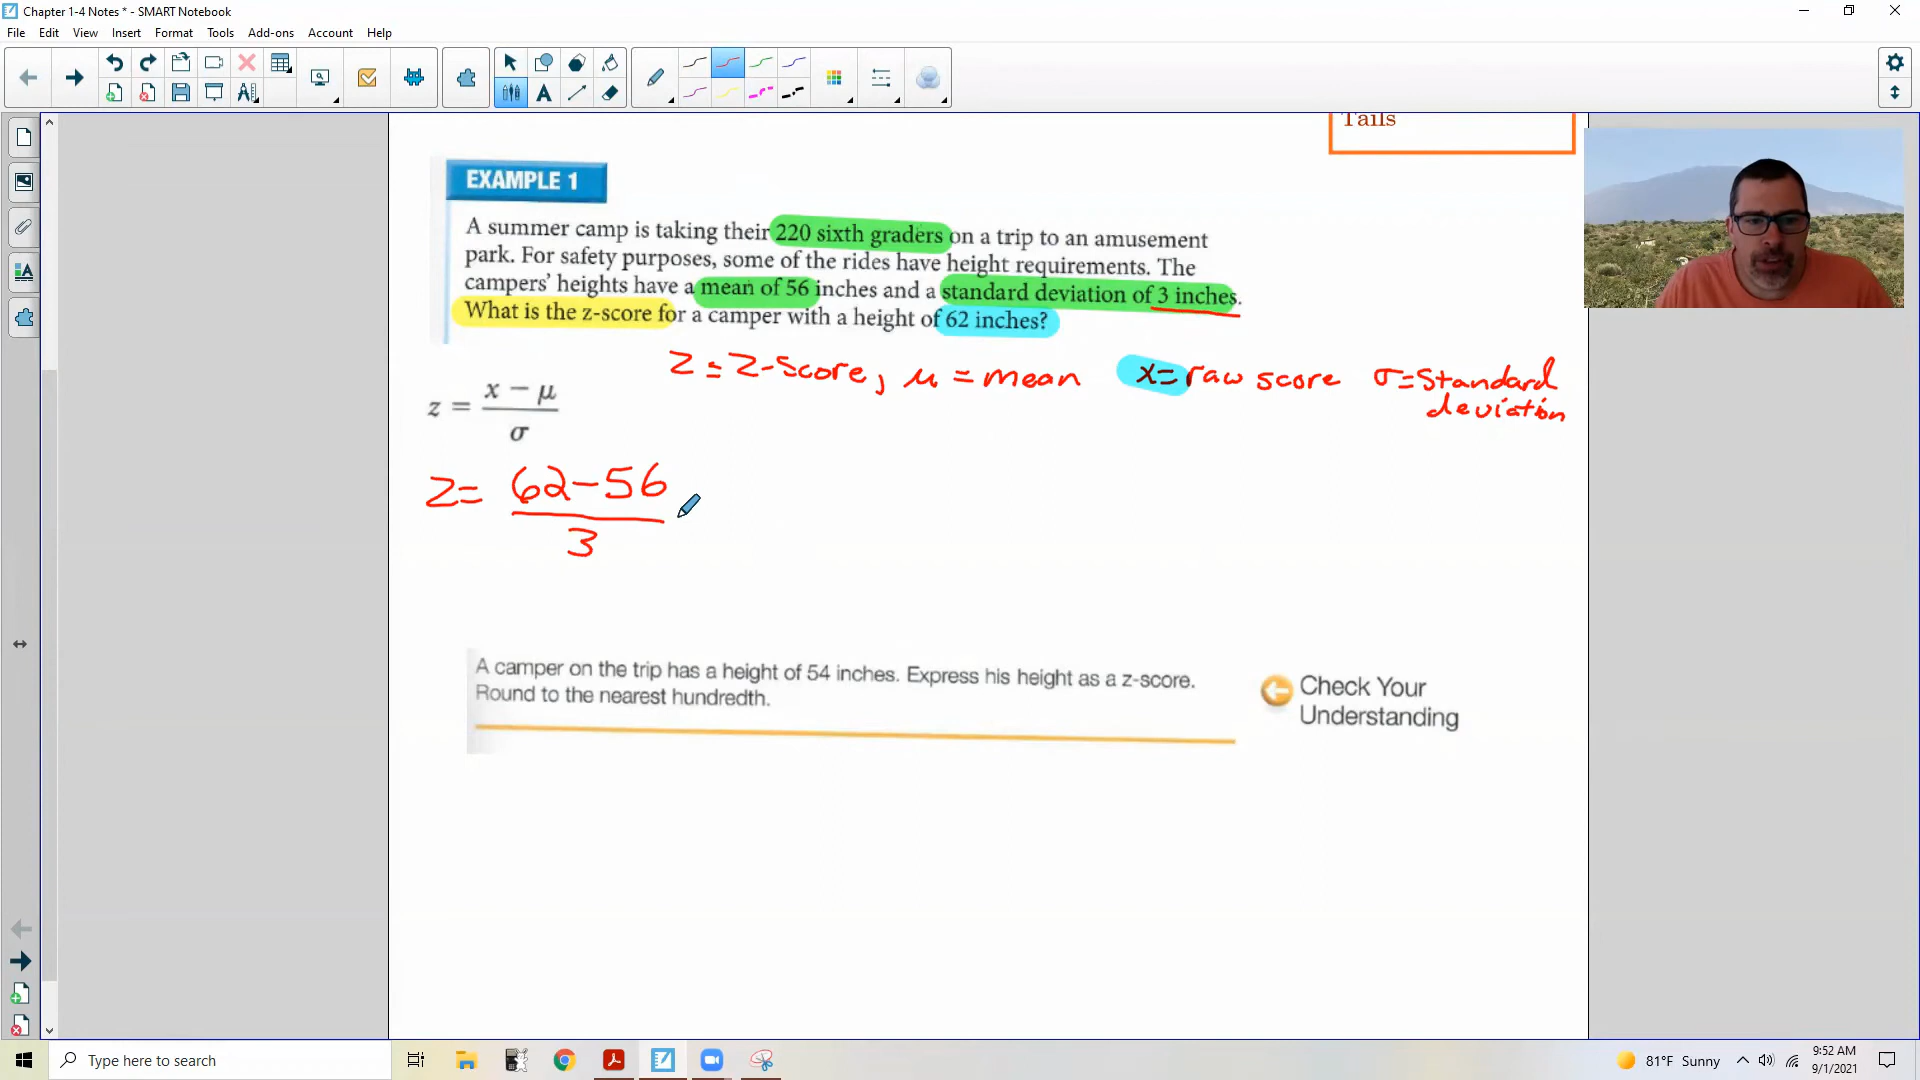 Chapter 1-4 Notes * - SMART Notebook
File Edit View Insert Format Tools Add-ons Account Help
Tails
EXAMPLE 1
A summer camp is taking their 220 sixth graders on a trip to an amusement
park. For safety purposes, some of the rides have height requirements. The
campers' heights have a mean of 56 inches and a standard deviation of 3 inches.
What is the z-score for a camper with a height of 62 inches?
z = z-score, μ = mean x= raw score σ= standard
deviation
z = x − μ
σ
z= 62-56
3
A camper on the trip has a height of 54 inches. Express his height as a z-score.
Round to the nearest hundredth.
Check Your
Understanding
Type here to search
81°F Sunny
9:52 AM
9/1/2021